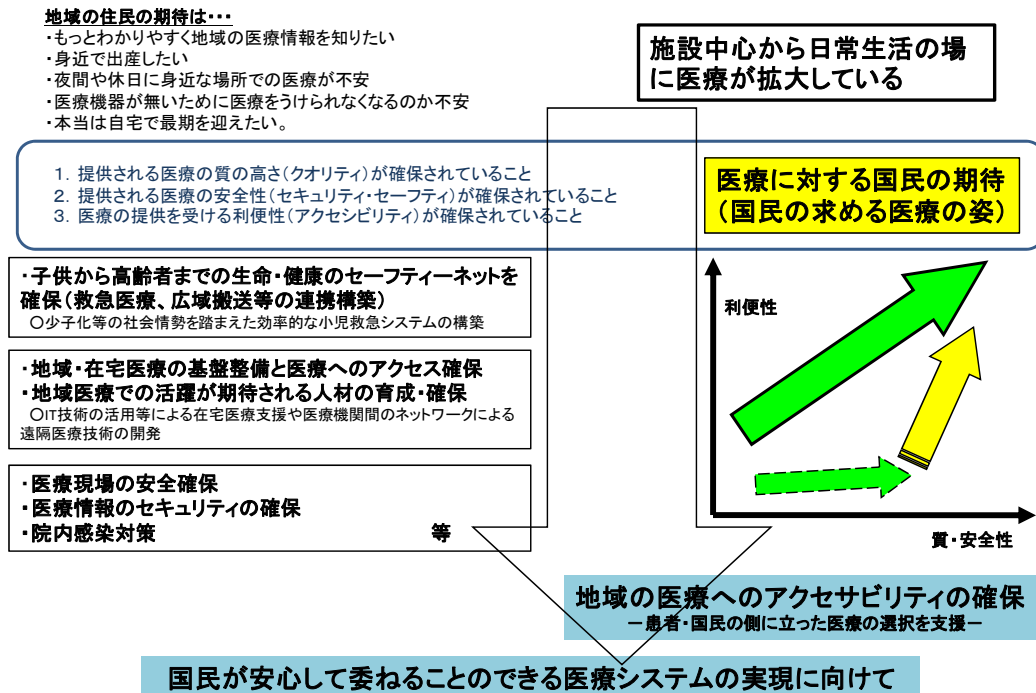 地域の住民の期待は・・・
・もっとわかりやすく地域の医療情報を知りたい
・身近で出産したい
・夜間や休日に身近な場所での医療が不安
・医療機器が無いために医療をうけられなくなるのか不安
・本当は自宅で最期を迎えたい。
施設中心から日常生活の場
に医療が拡大している
1. 提供される医療の質の高さ(クオリティ)が確保されていること
2. 提供される医療の安全性(セキュリティ・セーフティ)が確保されていること
3. 医療の提供を受ける利便性(アクセシビリティ)が確保されていること
医療に対する国民の期待
(国民の求める医療の姿)
・子供から高齢者までの生命・健康のセーフティーネットを
確保(救急医療、広域搬送等の連携構築)
○少子化等の社会情勢を踏まえた効率的な小児救急システムの構築
・地域・在宅医療の基盤整備と医療へのアクセス確保
・地域医療での活躍が期待される人材の育成・確保
○IT技術の活用等による在宅医療支援や医療機関間のネットワークによる
遠隔医療技術の開発
・医療現場の安全確保
・医療情報のセキュリティの確保
・院内感染対策 等
利便性
質・安全性
地域の医療へのアクセサビリティの確保
-患者・国民の側に立った医療の選択を支援-
国民が安心して委ねることのできる医療システムの実現に向けて